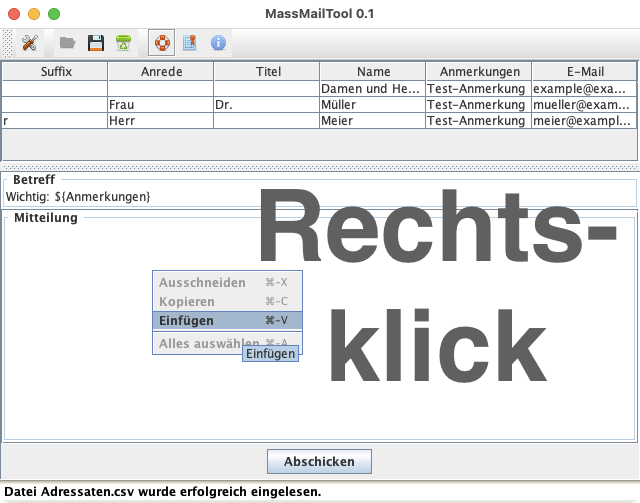 MassMailTool 0.1
Suffix Anrede Titel Name Anmerkungen E-Mail
Damen und He... Test-Anmerkung example@exa...
Frau Dr. Müller Test-Anmerkung mueller@exam...
r Herr Meier Test-Anmerkung meier@exampl...
Betreff
Wichtig: ${Anmerkungen}
Mitteilung
Rechts-
klick
Ausschneiden ⌘-X
Kopieren ⌘-C
Einfügen ⌘-V
Alles auswählen ⌘-A
Einfügen
Abschicken
Datei Adressaten.csv wurde erfolgreich eingelesen.